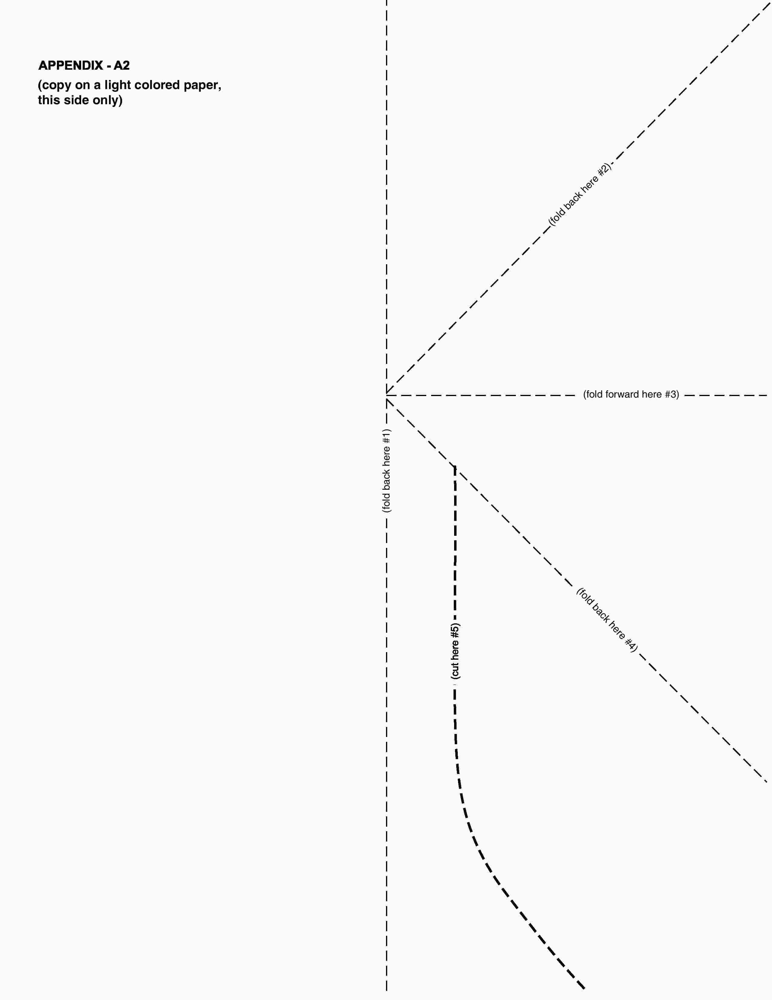 APPENDIX - A2
(copy on a light colored paper,
this side only)
(fold back here #2)
(fold forward here #3)
(fold back here #1)
(fold back here #4)
(cut here #5)